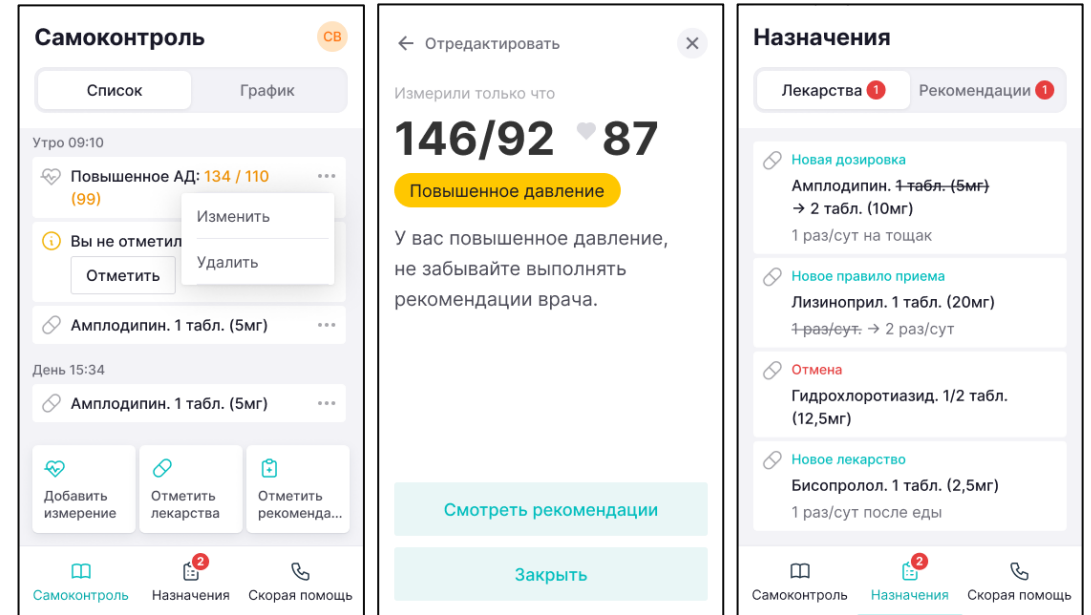 Самоконтроль
СВ
Список
График
Утро 09:10
Повышенное АД: 134 / 110
(99)
Изменить
Удалить
Вы не отметил
Отметить
Амплодипин. 1 табл. (5мг)
День 15:34
Амплодипин. 1 табл. (5мг)
Добавить
измерение
Отметить
лекарства
Отметить
рекоменда...
2
Самоконтроль
Назначения
Скорая помощь
← Отредактировать
Измерили только что
146/92 87
Повышенное давление
У вас повышенное давление,
не забывайте выполнять
рекомендации врача.
Смотреть рекомендации
Закрыть
Назначения
Лекарства 1
Рекомендации 1
Новая дозировка
Амплодипин. 1 табл. (5мг)
→ 2 табл. (10мг)
1 раз/сут на тощак
Новое правило приема
Лизиноприл. 1 табл. (20мг)
1 раз/сут. → 2 раз/сут
Отмена
Гидрохлоротиазид. 1/2 табл.
(12,5мг)
Новое лекарство
Бисопролол. 1 табл. (2,5мг)
1 раз/сут после еды
2
Самоконтроль
Назначения
Скорая помощь